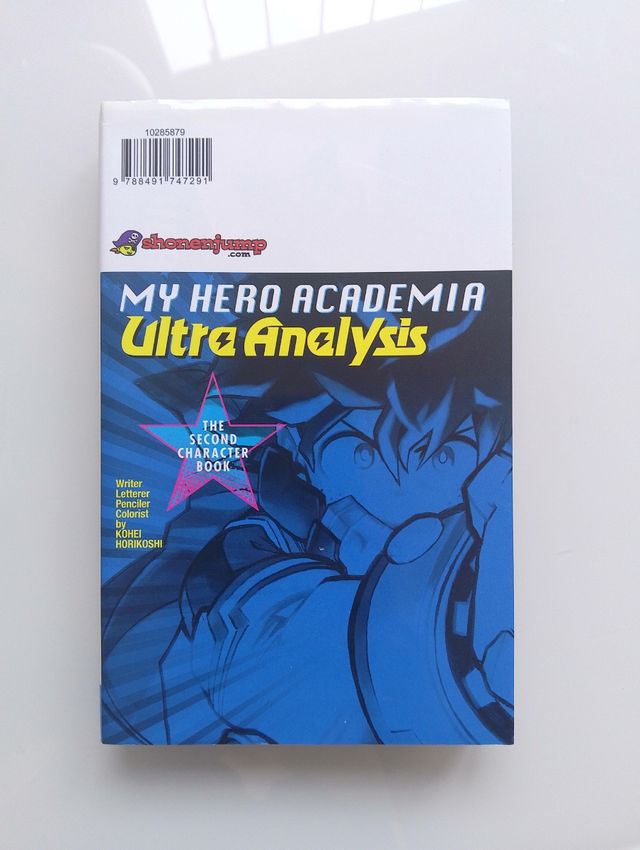 10285879
9 788491 747291
shonenjump
.com
MY HERO ACADEMIA
Ultra Analysis
THE
SECOND
CHARACTER
BOOK
Writer
Letterer
Penciler
Colorist
by
KOHEI
HORIKOSHI